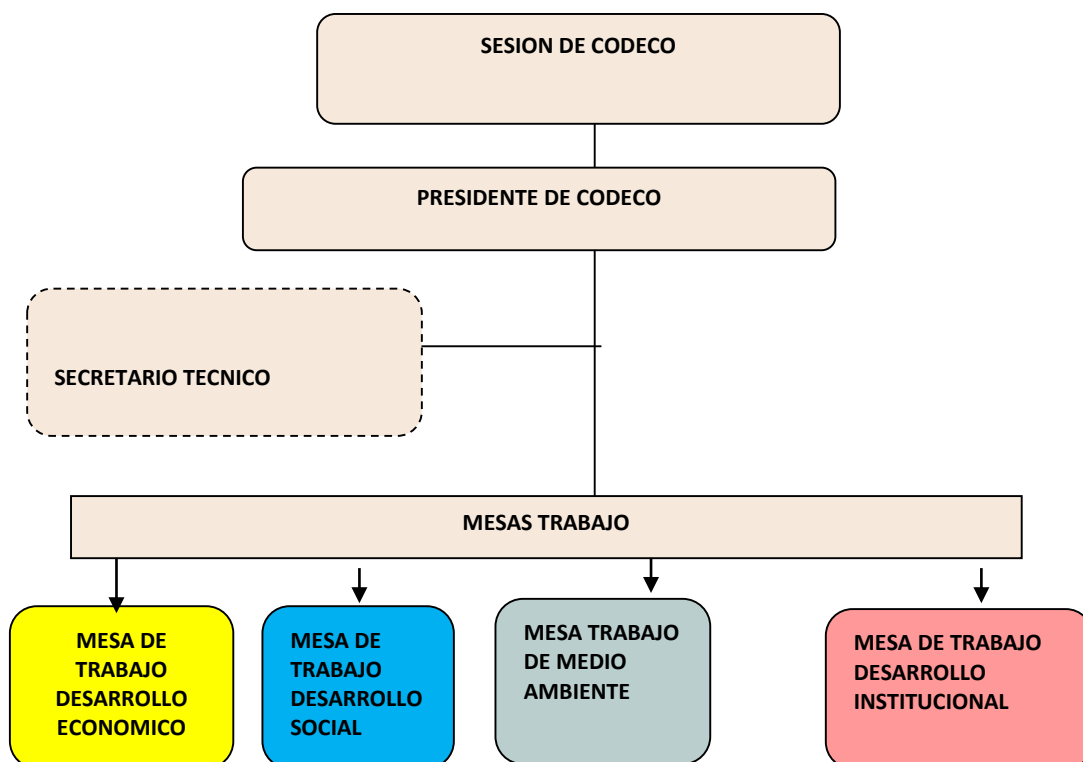 SESION DE CODECO
PRESIDENTE DE CODECO
SECRETARIO TECNICO
MESAS TRABAJO
MESA DE
TRABAJO
DESARROLLO
ECONOMICO
MESA DE
TRABAJO
DESARROLLO
SOCIAL
MESA TRABAJO
DE MEDIO
AMBIENTE
MESA DE TRABAJO
DESARROLLO
INSTITUCIONAL